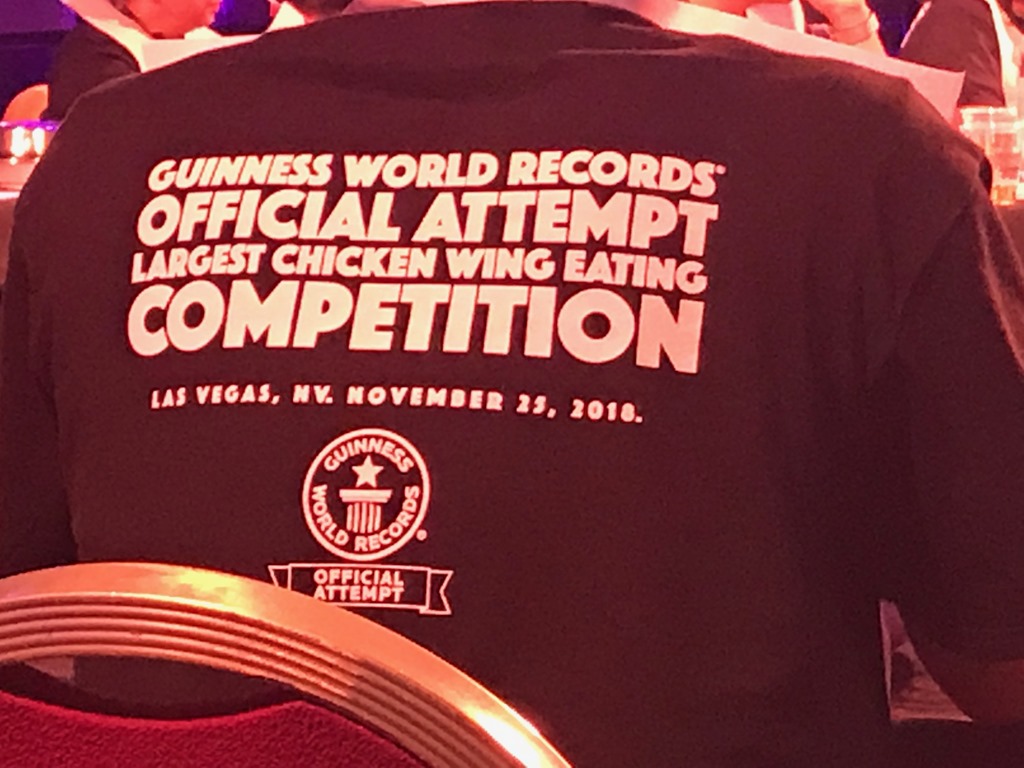 GUINNESS WORLD RECORDS®
OFFICIAL ATTEMPT
LARGEST CHICKEN WING EATING
COMPETITION
LAS VEGAS, NV. NOVEMBER 25, 2018.
GUINNESS
WORLD RECORDS®
OFFICIAL
ATTEMPT